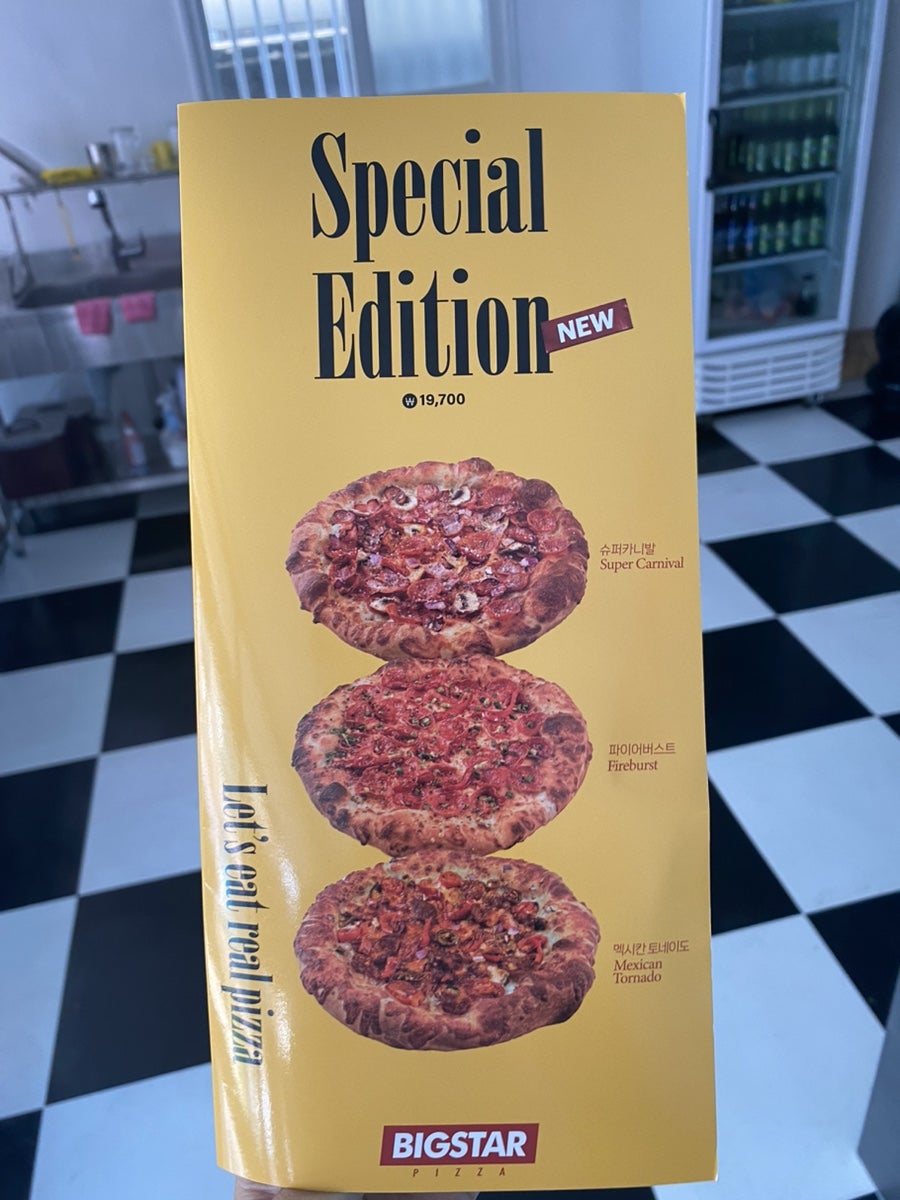 Special
Edition
NEW
₩ 19,700
슈퍼카니발
Super Carnival
파이어버스트
Fireburst
멕시칸 토네이도
Mexican
Tornado
Let's eat real pizza
BIGSTAR
PIZZA